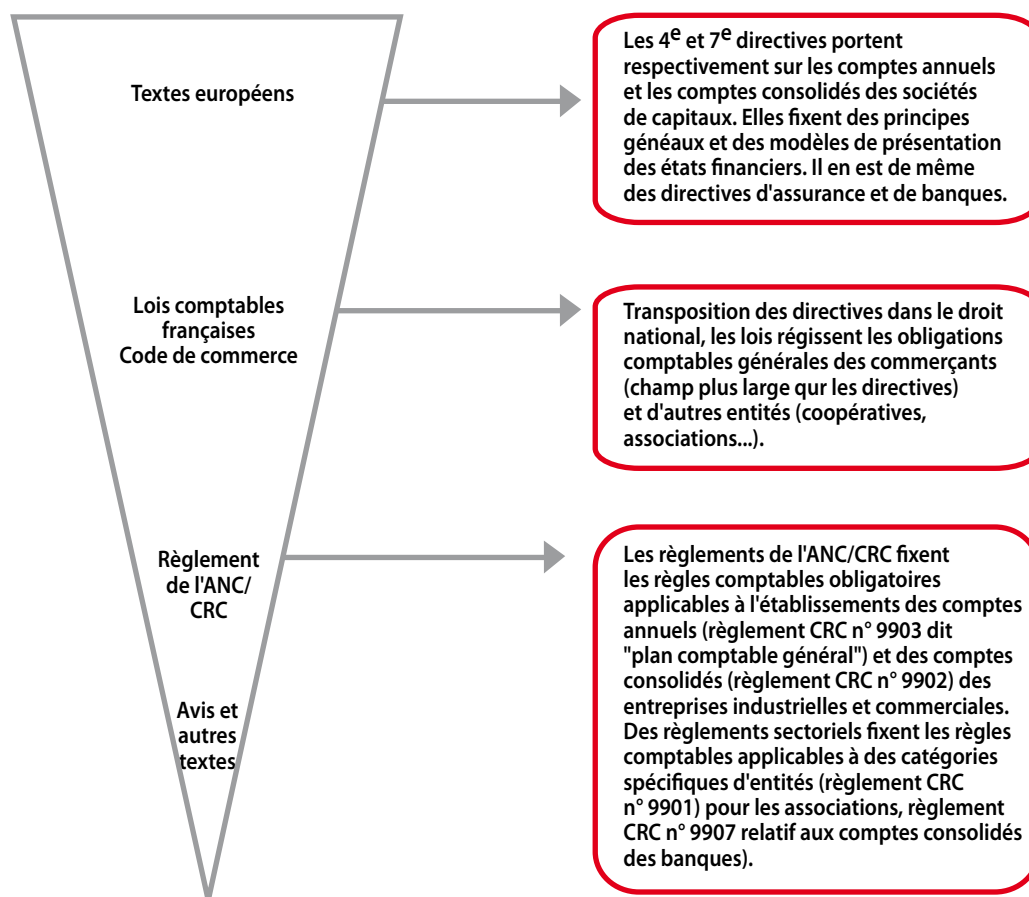 Textes européens
Les 4e et 7e directives portent
respectivement sur les comptes annuels
et les comptes consolidés des sociétés
de capitaux. Elles fixent des principes
généaux et des modèles de présentation
des états financiers. Il en est de même
des directives d'assurance et de banques.
Lois comptables
françaises
Code de commerce
Transposition des directives dans le droit
national, les lois régissent les obligations
comptables générales des commerçants
(champ plus large qur les directives)
et d'autres entités (coopératives,
associations...).
Règlement
de l'ANC/
CRC
Les règlements de l'ANC/CRC fixent
les règles comptables obligatoires
applicables à l'établissements des comptes
annuels (règlement CRC n° 9903 dit
"plan comptable général") et des comptes
consolidés (règlement CRC n° 9902) des
entreprises industrielles et commerciales.
Des règlements sectoriels fixent les règles
comptables applicables à des catégories
spécifiques d'entités (règlement CRC
n° 9901) pour les associations, règlement
CRC n° 9907 relatif aux comptes consolidés
des banques).
Avis et
autres
textes